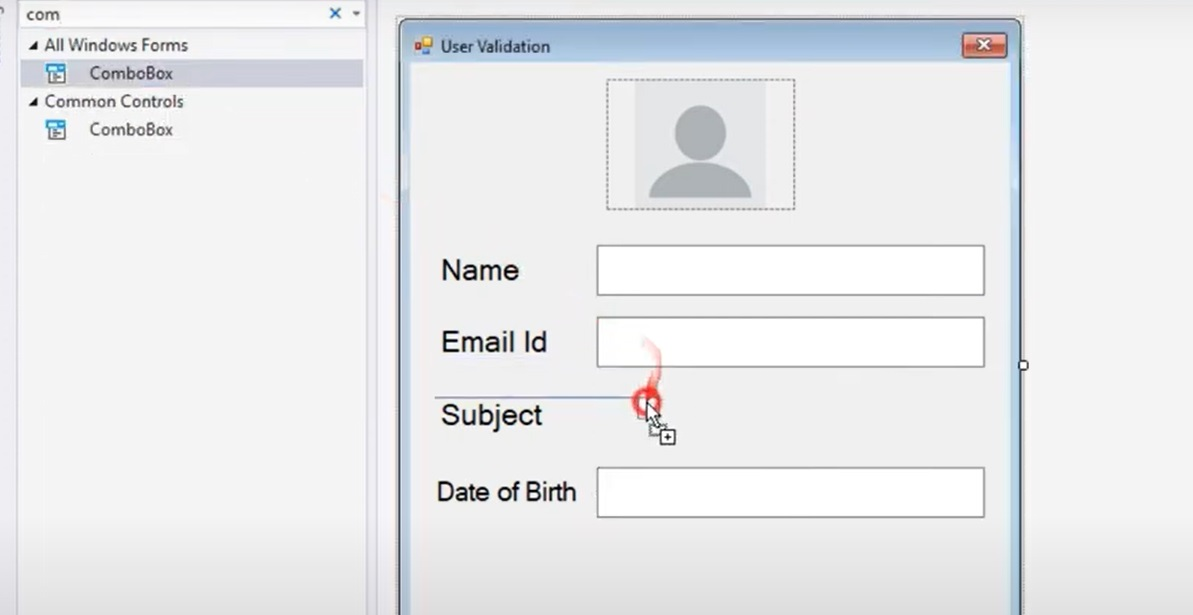 com
All Windows Forms
ComboBox
Common Controls
ComboBox
User Validation
Name
Email Id
Subject
Date of Birth